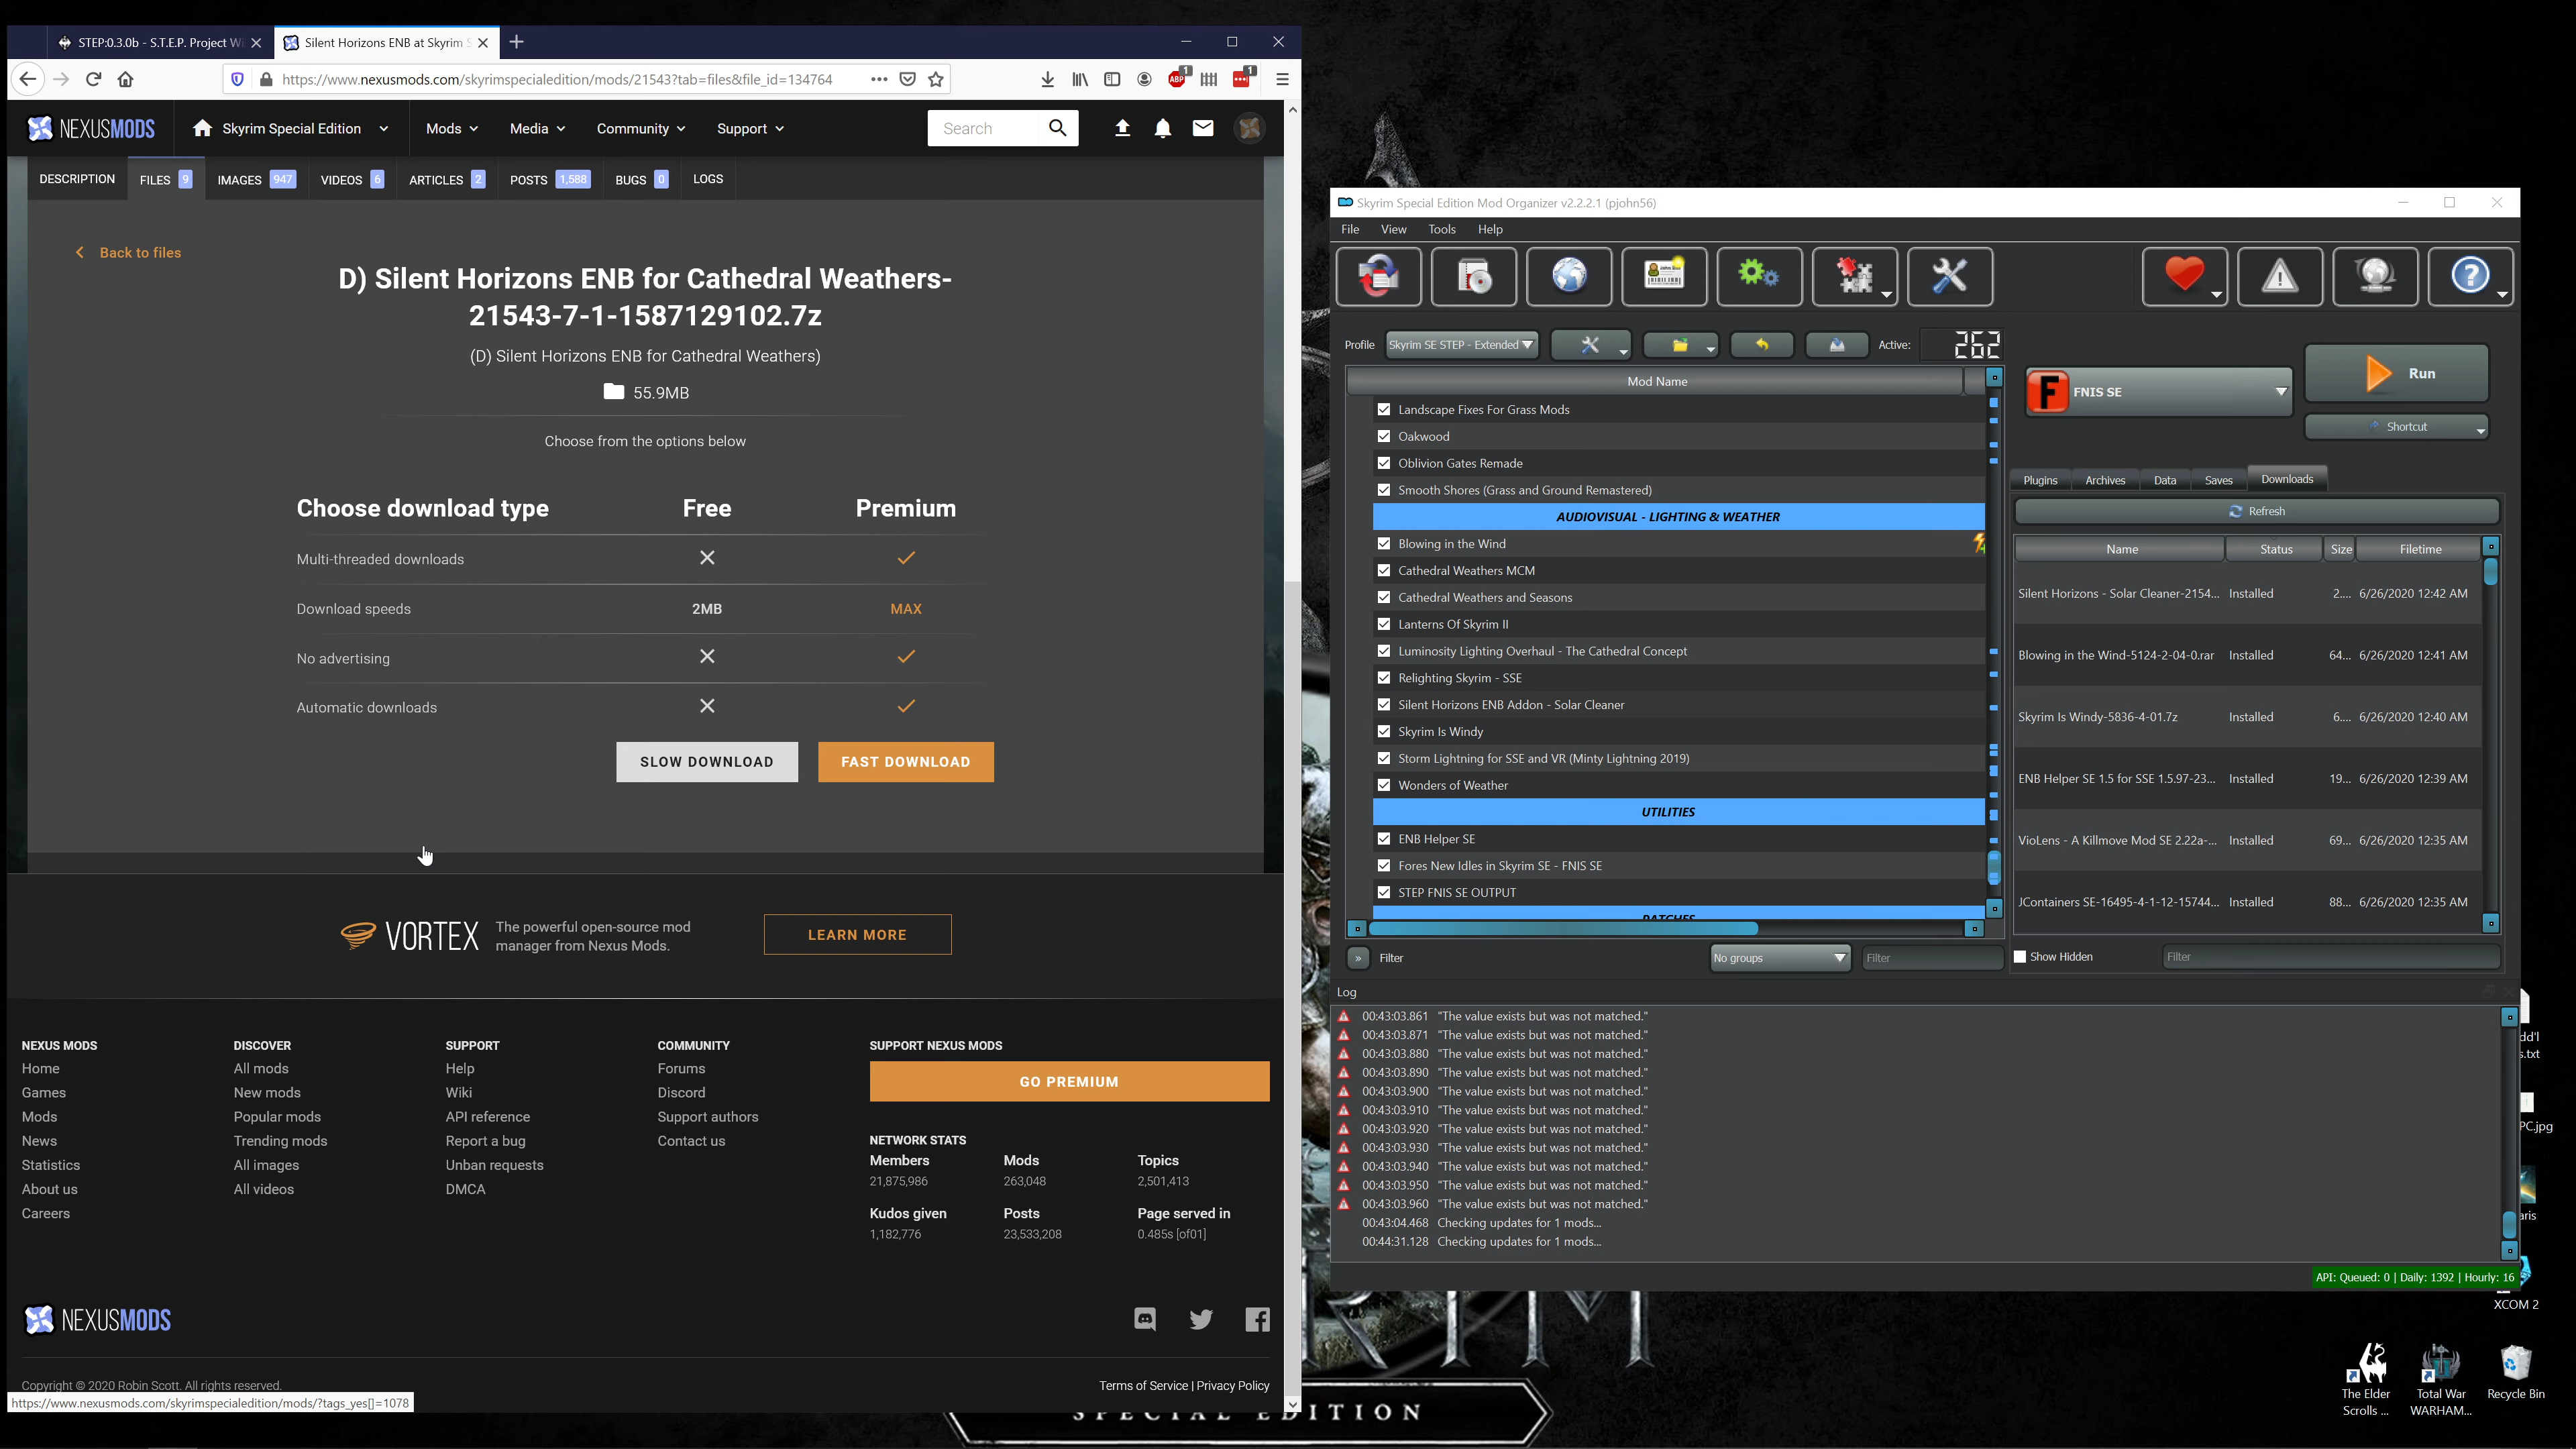 STEP:0.3.0b - S.T.E.P. Project Wi
Silent Horizons ENB at Skyrim S
https://www.nexusmods.com/skyrimspecialedition/mods/21543?tab=files&file_id=134764
ABP
1
1
NEXUSMODS
Skyrim Special Edition
Mods
Media
Community
Support
Search
DESCRIPTION
FILES 9
IMAGES 947
VIDEOS 6
ARTICLES 2
POSTS 1,588
BUGS 0
LOGS
Back to files
D) Silent Horizons ENB for Cathedral Weathers-
21543-7-1-1587129102.7z
(D) Silent Horizons ENB for Cathedral Weathers)
55.9MB
Choose from the options below
Choose download type Free Premium
Multi-threaded downloads
Download speeds 2MB MAX
No advertising
Automatic downloads
SLOW DOWNLOAD
FAST DOWNLOAD
VORTEX
The powerful open-source mod
manager from Nexus Mods.
LEARN MORE
NEXUS MODS
Home
Games
Mods
News
Statistics
About us
Careers
DISCOVER
All mods
New mods
Popular mods
Trending mods
All images
All videos
SUPPORT
Help
Wiki
API reference
Report a bug
Unban requests
DMCA
COMMUNITY
Forums
Discord
Support authors
Contact us
SUPPORT NEXUS MODS
GO PREMIUM
NETWORK STATS
Members Mods Topics
21,875,986 263,048 2,501,413
Kudos given Posts Page served in
1,182,776 23,533,208 0.485s [of01]
NEXUSMODS
Copyright © 2020 Robin Scott. All rights reserved.
Terms of Service | Privacy Policy
https://www.nexusmods.com/skyrimspecialedition/mods/?tags_yes[]=1078
Skyrim Special Edition Mod Organizer v2.2.2.1 (pjohn56)
File View Tools Help
Profile Skyrim SE STEP - Extended Active: 262
Mod Name
Landscape Fixes For Grass Mods
Oakwood
Oblivion Gates Remade
Smooth Shores (Grass and Ground Remastered)
AUDIOVISUAL - LIGHTING & WEATHER
Blowing in the Wind
Cathedral Weathers MCM
Cathedral Weathers and Seasons
Lanterns Of Skyrim II
Luminosity Lighting Overhaul - The Cathedral Concept
Relighting Skyrim - SSE
Silent Horizons ENB Addon - Solar Cleaner
Skyrim Is Windy
Storm Lightning for SSE and VR (Minty Lightning 2019)
Wonders of Weather
UTILITIES
ENB Helper SE
Fores New Idles in Skyrim SE - FNIS SE
STEP FNIS SE OUTPUT
PATCHES
» Filter No groups Filter
F FNIS SE
Run
Shortcut
Plugins Archives Data Saves Downloads
Refresh
Name Status Size Filetime
Silent Horizons - Solar Cleaner-2154... Installed 2.... 6/26/2020 12:42 AM
Blowing in the Wind-5124-2-04-0.rar Installed 64... 6/26/2020 12:41 AM
Skyrim Is Windy-5836-4-01.7z Installed 6.... 6/26/2020 12:40 AM
ENB Helper SE 1.5 for SSE 1.5.97-23... Installed 19... 6/26/2020 12:39 AM
VioLens - A Killmove Mod SE 2.22a-... Installed 69... 6/26/2020 12:35 AM
JContainers SE-16495-4-1-12-15744... Installed 88... 6/26/2020 12:35 AM
Show Hidden Filter
Log
00:43:03.861 "The value exists but was not matched."
00:43:03.871 "The value exists but was not matched."
00:43:03.880 "The value exists but was not matched."
00:43:03.890 "The value exists but was not matched."
00:43:03.900 "The value exists but was not matched."
00:43:03.910 "The value exists but was not matched."
00:43:03.920 "The value exists but was not matched."
00:43:03.930 "The value exists but was not matched."
00:43:03.940 "The value exists but was not matched."
00:43:03.950 "The value exists but was not matched."
00:43:03.960 "The value exists but was not matched."
00:43:04.468 Checking updates for 1 mods...
00:44:31.128 Checking updates for 1 mods...
API: Queued: 0 | Daily: 1392 | Hourly: 16
dd'l
s.txt
PC.jpg
aris
XCOM 2
The Elder
Scrolls ...
Total War
WARHAM...
Recycle Bin
SPECIAL EDITION